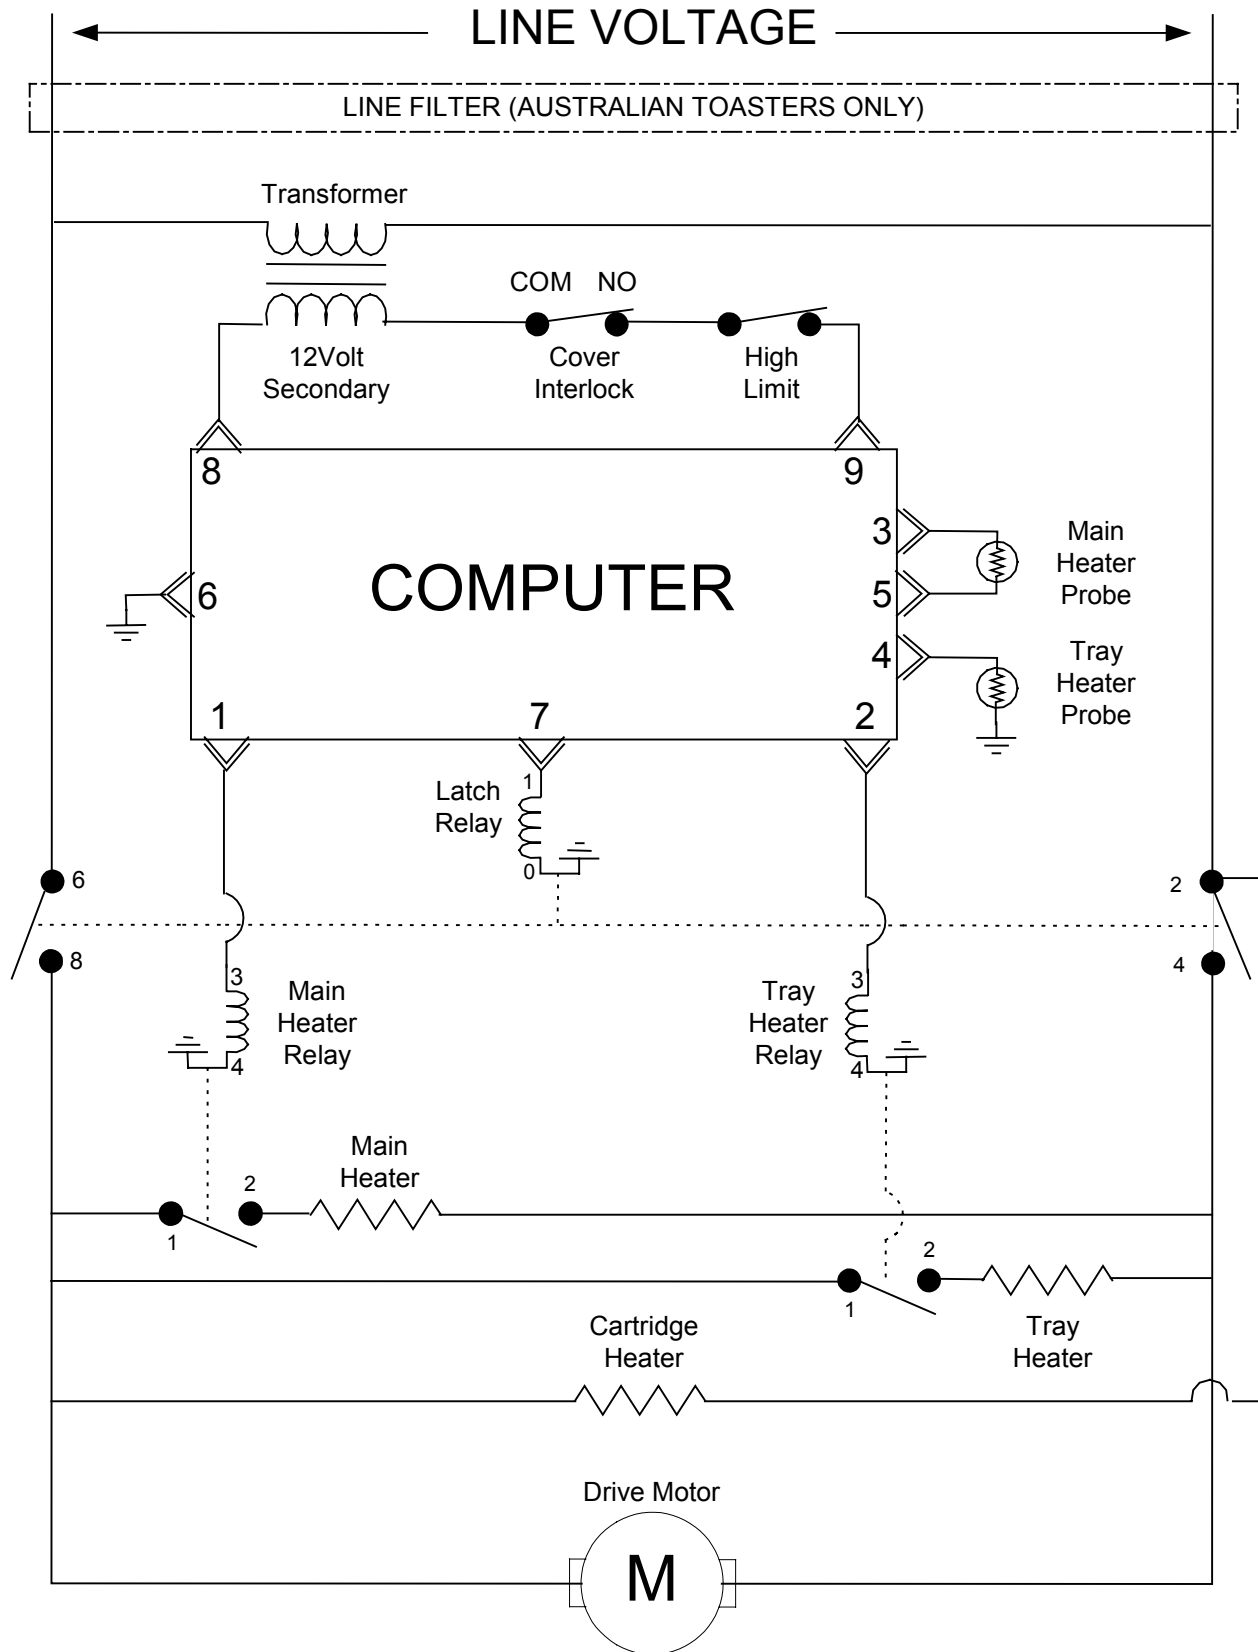 LINE VOLTAGE
LINE FILTER (AUSTRALIAN TOASTERS ONLY)
Transformer
COM NO
12Volt
Secondary
Cover
Interlock
High
Limit
8
9
3
Main
Heater
Probe
COMPUTER
6
5
4
Tray
Heater
Probe
1
7
2
Latch
Relay
1
0
6
2
8
4
3
Main
Heater
Relay
4
Tray
Heater
Relay
3
4
Main
Heater
2
1
2
1
Cartridge
Heater
Tray
Heater
Drive Motor
M